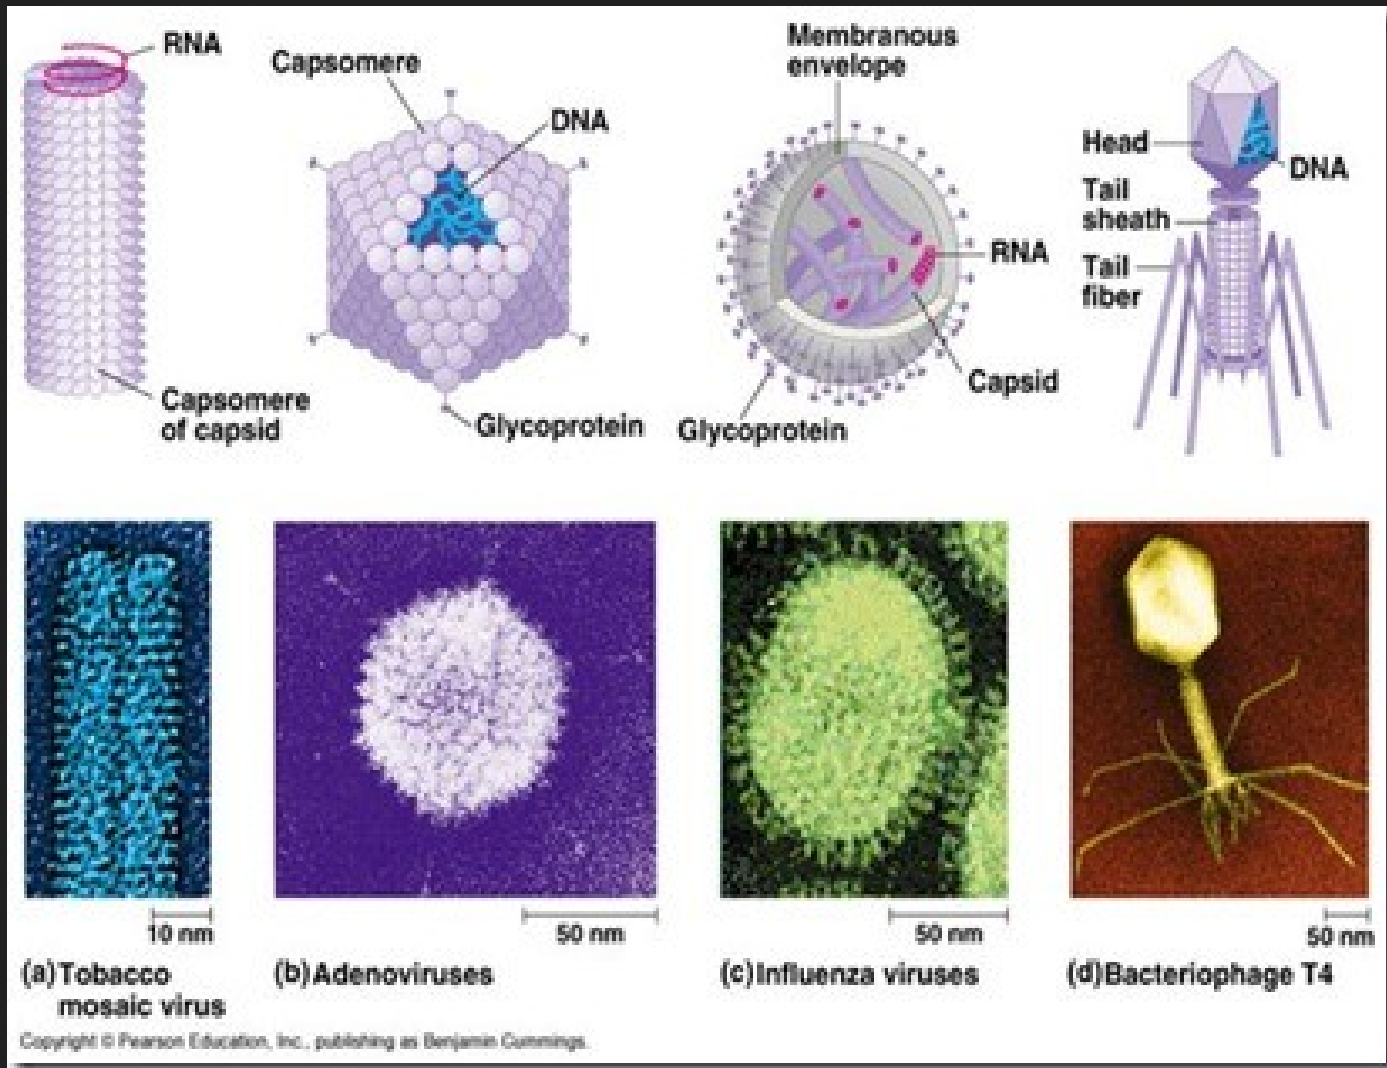 RNA
Capsomere
of capsid
Capsomere
DNA
Glycoprotein
Membranous
envelope
RNA
Capsid
Glycoprotein
Head
DNA
Tail
sheath
Tail
fiber
10 nm
50 nm
50 nm
50 nm
(a) Tobacco
mosaic virus
(b) Adenoviruses
(c) Influenza viruses
(d) Bacteriophage T4
Copyright © Pearson Education, Inc., publishing as Benjamin Cummings.